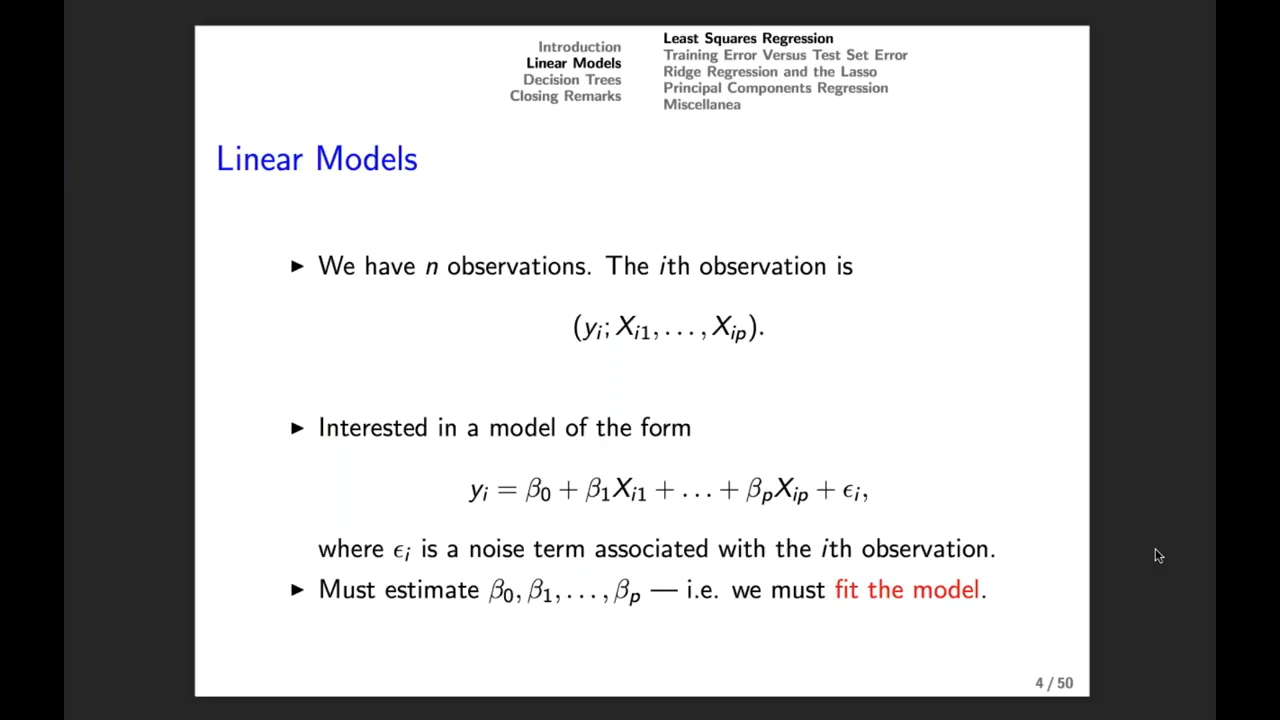 Introduction
Linear Models
Decision Trees
Closing Remarks
Least Squares Regression
Training Error Versus Test Set Error
Ridge Regression and the Lasso
Principal Components Regression
Miscellanea
Linear Models
▶ We have n observations. The ith observation is
(yᵢ; Xᵢ₁, . . . , Xᵢₚ).
▶ Interested in a model of the form
yᵢ = β₀ + β₁Xᵢ₁ + . . . + βₚXᵢₚ + ϵᵢ,
where ϵᵢ is a noise term associated with the ith observation.
▶ Must estimate β₀, β₁, . . . , βₚ — i.e. we must fit the model.
4 / 50